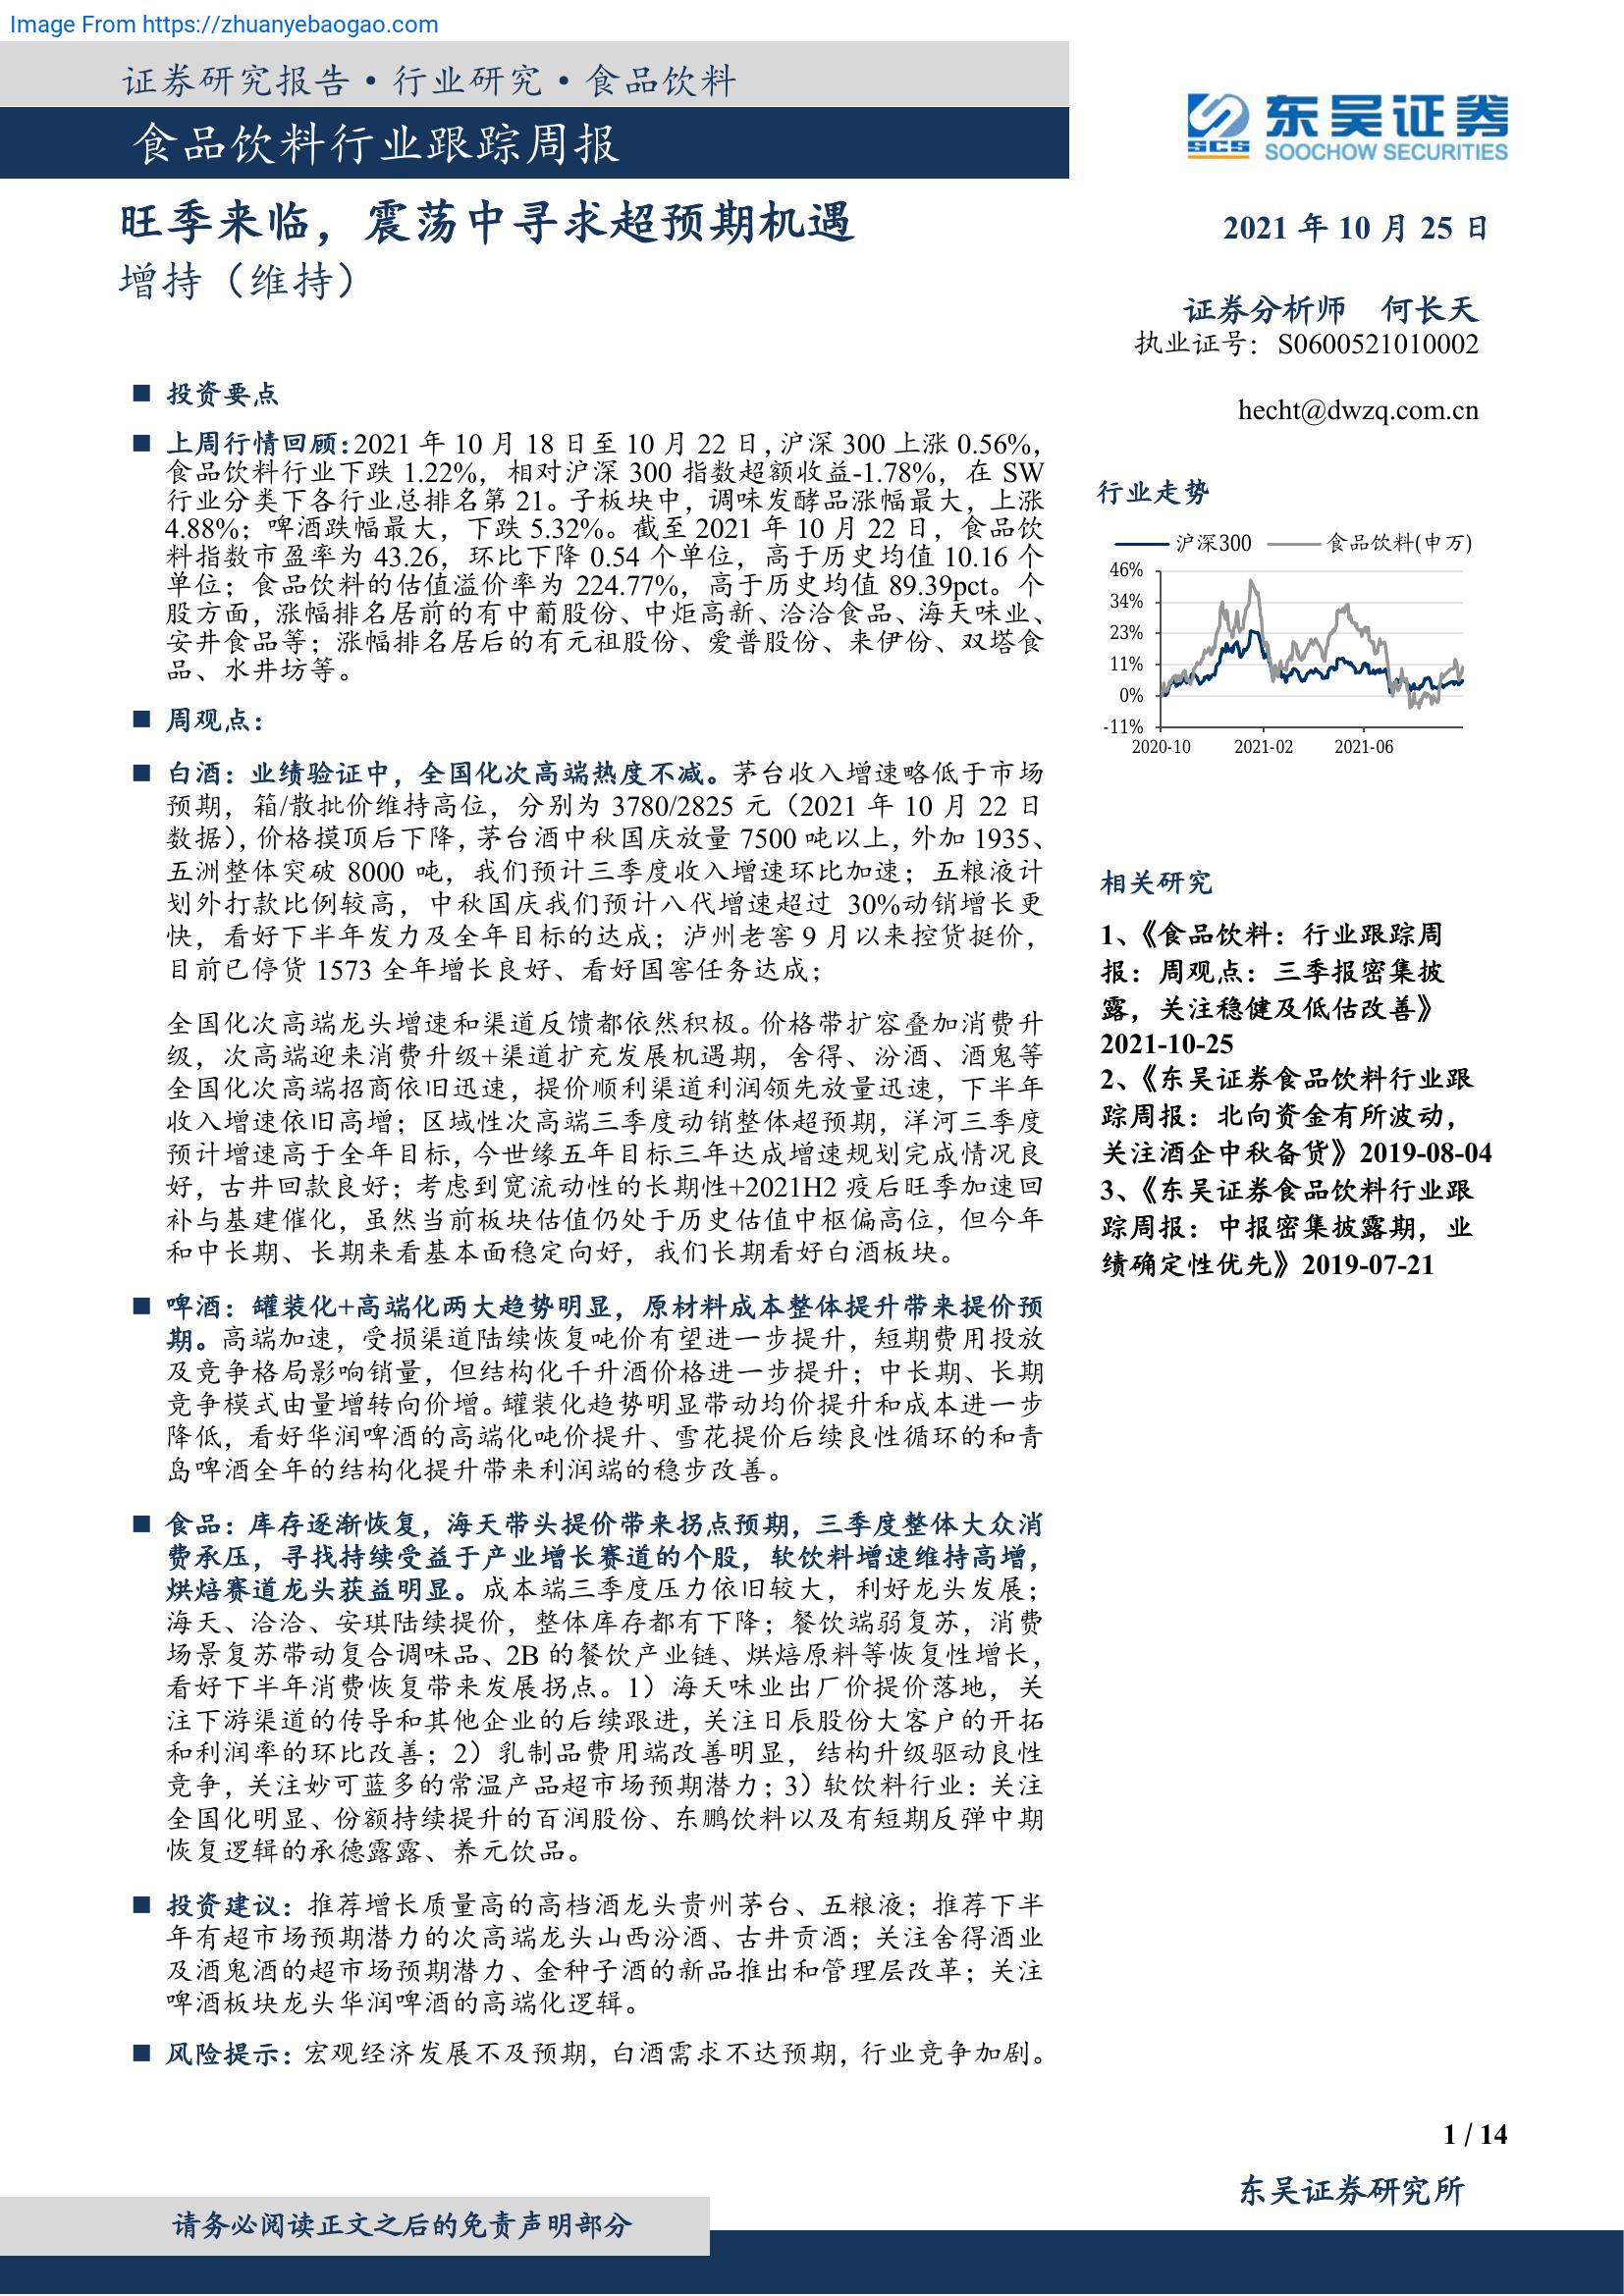 Image From https://zhuanyebaogao.com
证券研究报告·行业研究·食品饮料
食品饮料行业跟踪周报
东吴证券
SCS
SOOCHOW SECURITIES
旺季来临，震荡中寻求超预期机遇
增持（维持）
2021 年 10 月 25 日
证券分析师 何长天
执业证号：S0600521010002
hecht@dwzq.com.cn
■ 投资要点
■ 上周行情回顾：2021 年 10 月 18 日至 10 月 22 日，沪深 300 上涨 0.56%，
食品饮料行业下跌 1.22%，相对沪深 300 指数超额收益-1.78%，在 SW
行业分类下各行业总排名第 21。子板块中，调味发酵品涨幅最大，上涨
4.88%；啤酒跌幅最大，下跌 5.32%。截至 2021 年 10 月 22 日，食品饮
料指数市盈率为 43.26，环比下降 0.54 个单位，高于历史均值 10.16 个
单位；食品饮料的估值溢价率为 224.77%，高于历史均值 89.39pct。个
股方面，涨幅排名居前的有中葡股份、中炬高新、洽洽食品、海天味业、
安井食品等；涨幅排名居后的有元祖股份、爱普股份、来伊份、双塔食
品、水井坊等。
■ 周观点：
■ 白酒：业绩验证中，全国化次高端热度不减。茅台收入增速略低于市场
预期，箱/散批价维持高位，分别为 3780/2825 元（2021 年 10 月 22 日
数据），价格摸顶后下降，茅台酒中秋国庆放量 7500 吨以上，外加 1935、
五洲整体突破 8000 吨，我们预计三季度收入增速环比加速；五粮液计
划外打款比例较高，中秋国庆我们预计八代增速超过 30%动销增长更
快，看好下半年发力及全年目标的达成；泸州老窖 9 月以来控货挺价，
目前已停货 1573 全年增长良好、看好国窖任务达成；
全国化次高端龙头增速和渠道反馈都依然积极。价格带扩容叠加消费升
级，次高端迎来消费升级+渠道扩充发展机遇期，舍得、汾酒、酒鬼等
全国化次高端招商依旧迅速，提价顺利渠道利润领先放量迅速，下半年
收入增速依旧高增；区域性次高端三季度动销整体超预期，洋河三季度
预计增速高于全年目标，今世缘五年目标三年达成增速规划完成情况良
好，古井回款良好；考虑到宽流动性的长期性+2021H2 疫后旺季加速回
补与基建催化，虽然当前板块估值仍处于历史估值中枢偏高位，但今年
和中长期、长期来看基本面稳定向好，我们长期看好白酒板块。
■ 啤酒：罐装化+高端化两大趋势明显，原材料成本整体提升带来提价预
期。高端加速，受损渠道陆续恢复吨价有望进一步提升，短期费用投放
及竞争格局影响销量，但结构化千升酒价格进一步提升；中长期、长期
竞争模式由量增转向价增。罐装化趋势明显带动均价提升和成本进一步
降低，看好华润啤酒的高端化吨价提升、雪花提价后续良性循环的和青
岛啤酒全年的结构化提升带来利润端的稳步改善。
■ 食品：库存逐渐恢复，海天带头提价带来拐点预期，三季度整体大众消
费承压，寻找持续受益于产业增长赛道的个股，软饮料增速维持高增，
烘焙赛道龙头获益明显。成本端三季度压力依旧较大，利好龙头发展；
海天、洽洽、安琪陆续提价，整体库存都有下降；餐饮端弱复苏，消费
场景复苏带动复合调味品、2B 的餐饮产业链、烘焙原料等恢复性增长，
看好下半年消费恢复带来发展拐点。1）海天味业出厂价提价落地，关
注下游渠道的传导和其他企业的后续跟进，关注日辰股份大客户的开拓
和利润率的环比改善；2）乳制品费用端改善明显，结构升级驱动良性
竞争，关注妙可蓝多的常温产品超市场预期潜力；3）软饮料行业：关注
全国化明显、份额持续提升的百润股份、东鹏饮料以及有短期反弹中期
恢复逻辑的承德露露、养元饮品。
■ 投资建议：推荐增长质量高的高档酒龙头贵州茅台、五粮液；推荐下半
年有超市场预期潜力的次高端龙头山西汾酒、古井贡酒；关注舍得酒业
及酒鬼酒的超市场预期潜力、金种子酒的新品推出和管理层改革；关注
啤酒板块龙头华润啤酒的高端化逻辑。
■ 风险提示：宏观经济发展不及预期，白酒需求不达预期，行业竞争加剧。
行业走势
沪深300 食品饮料(申万)
46%
34%
23%
11%
0%
-11%
2020-10 2021-02 2021-06
相关研究
1、《食品饮料：行业跟踪周
报：周观点：三季报密集披
露，关注稳健及低估改善》
2021-10-25
2、《东吴证券食品饮料行业跟
踪周报：北向资金有所波动，
关注酒企中秋备货》2019-08-04
3、《东吴证券食品饮料行业跟
踪周报：中报密集披露期，业
绩确定性优先》2019-07-21
1 / 14
东吴证券研究所
请务必阅读正文之后的免责声明部分